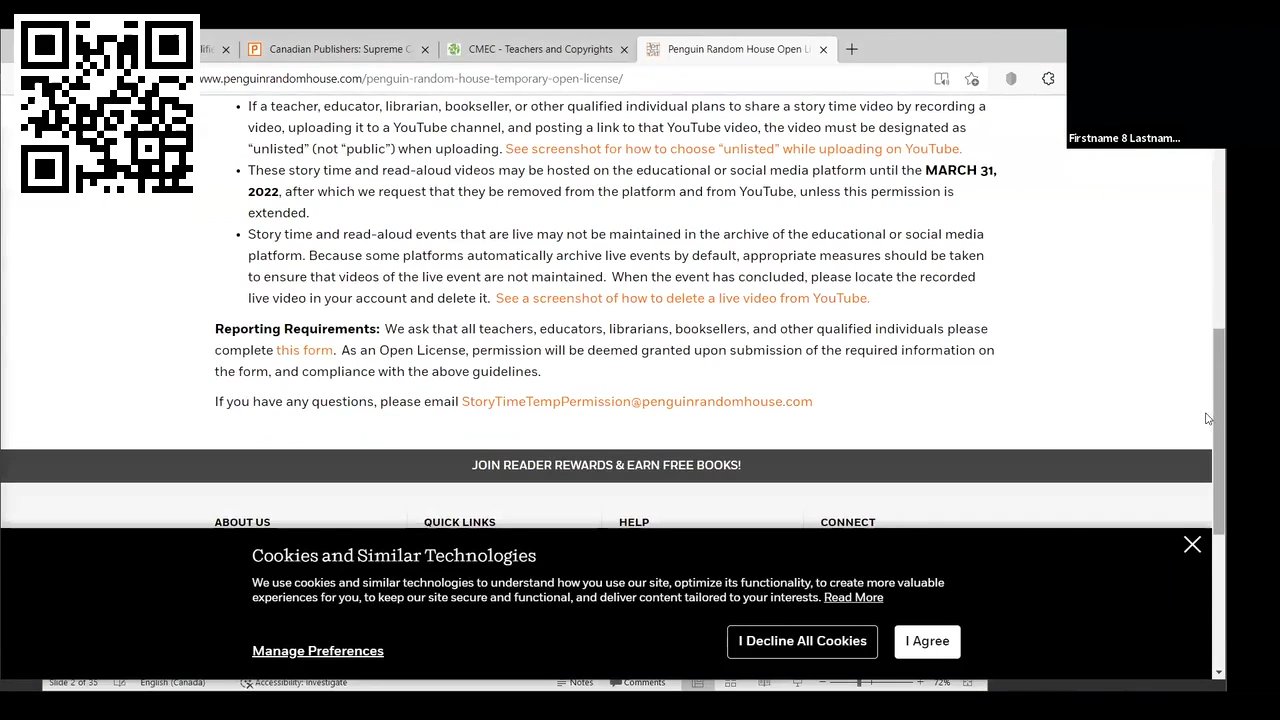 Canadian Publishers: Supreme C
CMEC - Teachers and Copyrights
Penguin Random House Open Li
www.penguinrandomhouse.com/penguin-random-house-temporary-open-license/
Firstname 8 Lastnam...
• If a teacher, educator, librarian, bookseller, or other qualified individual plans to share a story time video by recording a
video, uploading it to a YouTube channel, and posting a link to that YouTube video, the video must be designated as
“unlisted” (not “public”) when uploading. See screenshot for how to choose “unlisted” while uploading on YouTube.
• These story time and read-aloud videos may be hosted on the educational or social media platform until the MARCH 31,
2022, after which we request that they be removed from the platform and from YouTube, unless this permission is
extended.
• Story time and read-aloud events that are live may not be maintained in the archive of the educational or social media
platform. Because some platforms automatically archive live events by default, appropriate measures should be taken
to ensure that videos of the live event are not maintained. When the event has concluded, please locate the recorded
live video in your account and delete it. See a screenshot of how to delete a live video from YouTube.
Reporting Requirements: We ask that all teachers, educators, librarians, booksellers, and other qualified individuals please
complete this form. As an Open License, permission will be deemed granted upon submission of the required information on
the form, and compliance with the above guidelines.
If you have any questions, please email StoryTimeTempPermission@penguinrandomhouse.com
JOIN READER REWARDS & EARN FREE BOOKS!
ABOUT US QUICK LINKS HELP CONNECT
Cookies and Similar Technologies
We use cookies and similar technologies to understand how you use our site, optimize its functionality, to create more valuable
experiences for you, to keep our site secure and functional, and deliver content tailored to your interests. Read More
Manage Preferences I Decline All Cookies I Agree
Slide 2 of 35 English (Canada) Accessibility: Investigate Notes Comments 72%